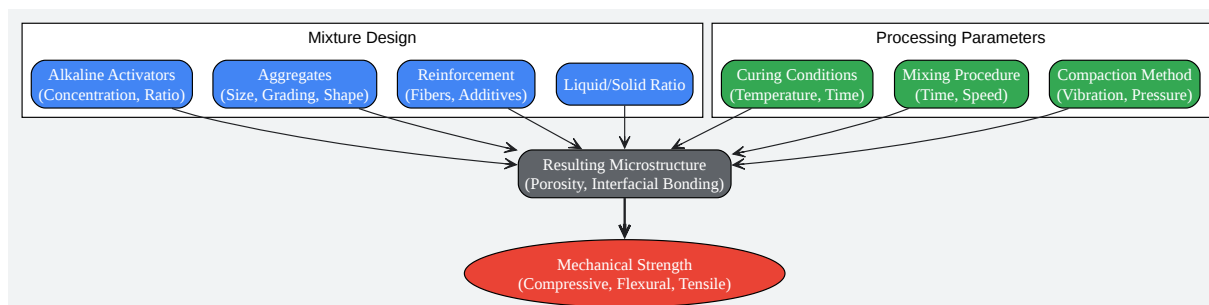 Mixture Design
Alkaline Activators
(Concentration, Ratio)
Aggregates
(Size, Grading, Shape)
Reinforcement
(Fibers, Additives)
Liquid/Solid Ratio
Processing Parameters
Curing Conditions
(Temperature, Time)
Mixing Procedure
(Time, Speed)
Compaction Method
(Vibration, Pressure)
Resulting Microstructure
(Porosity, Interfacial Bonding)
Mechanical Strength
(Compressive, Flexural, Tensile)